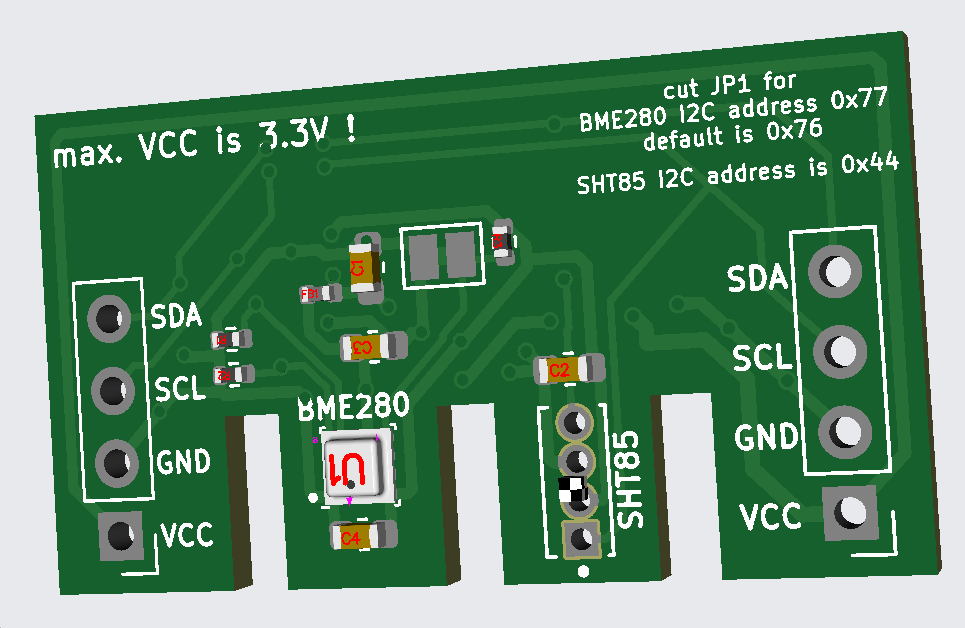 cut JP1 for
BME280 I2C address 0x77
default is 0x76
SHT85 I2C address is 0x44
max. VCC is 3.3V !
SDA
SCL
GND
VCC
C1
FB1
C3
C2
BME280
U1
C4
SHT85
SDA
SCL
GND
VCC